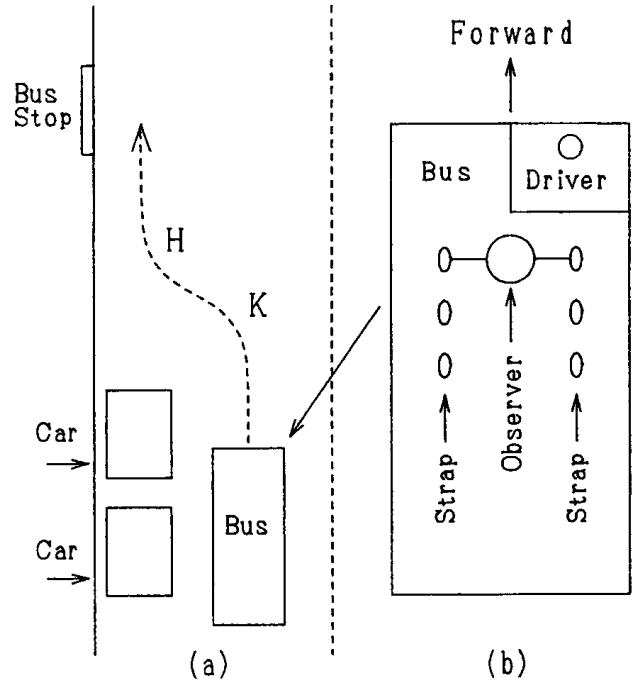 Bus
Stop
H
K
Car
Car
Bus
(a)
Forward
Bus
Driver
Observer
Strap
Strap
(b)